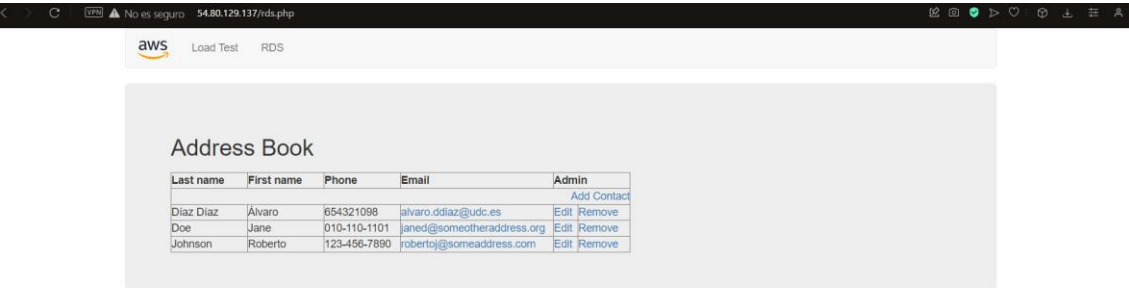 VPN No es seguro 54.80.129.137/rds.php
aws Load Test RDS
Address Book
Last name First name Phone Email Admin
Add Contact
Díaz Díaz Álvaro 654321098 alvaro.ddiaz@udc.es Edit Remove
Doe Jane 010-110-1101 janed@someotheraddress.org Edit Remove
Johnson Roberto 123-456-7890 robertoj@someaddress.com Edit Remove